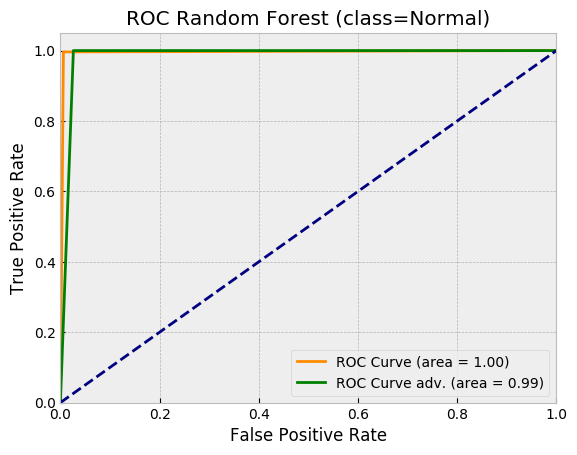 ROC Random Forest (class=Normal)
1.0
0.8
0.6
0.4
0.2
0.0
True Positive Rate
ROC Curve (area = 1.00)
ROC Curve adv. (area = 0.99)
0.0 0.2 0.4 0.6 0.8 1.0
False Positive Rate